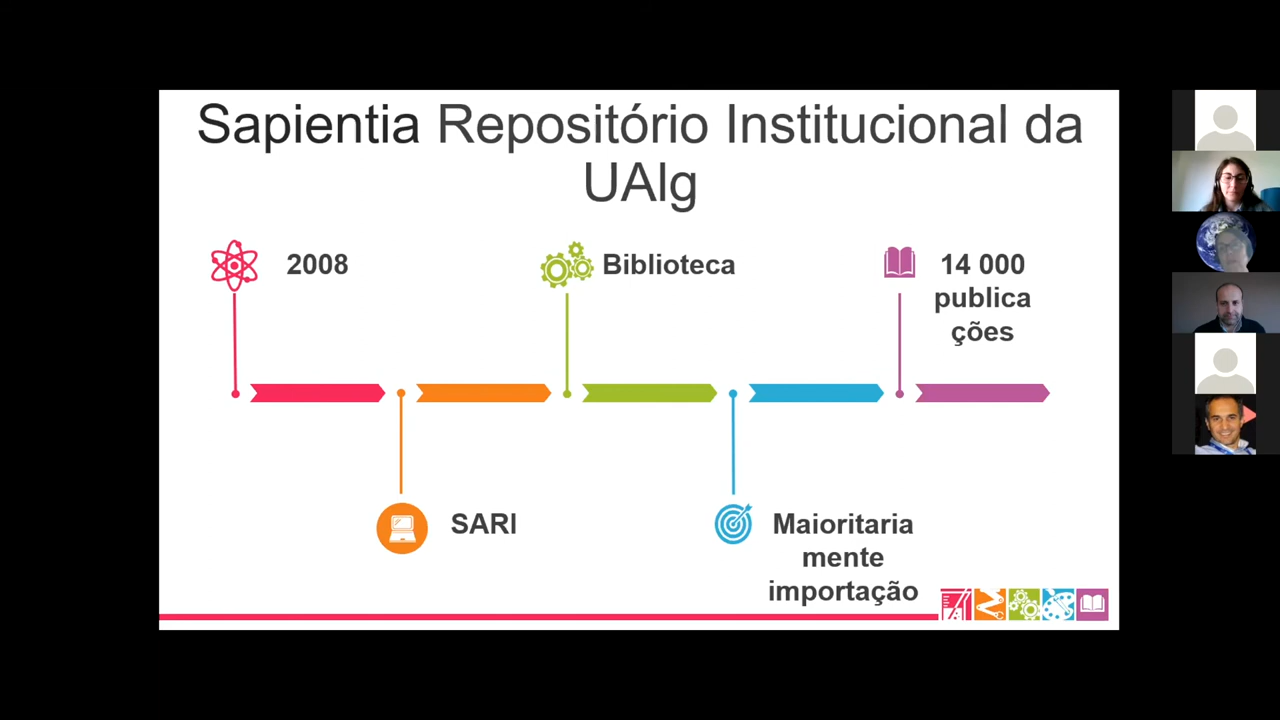 Sapientia Repositório Institucional da
UAlg
2008
Biblioteca
14 000
publica
ções
SARI
Maioritaria
mente
importação